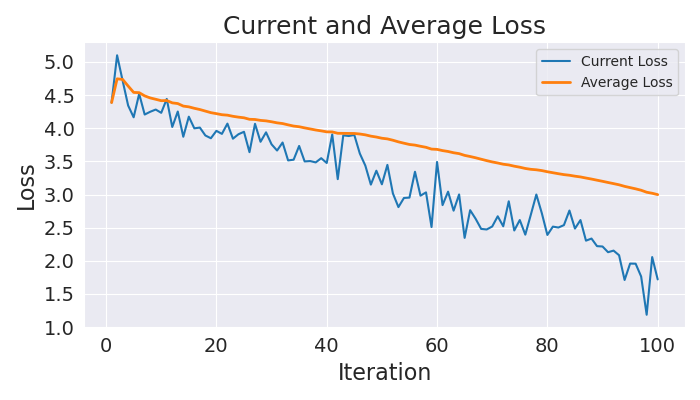 Current and Average Loss
Current Loss
Average Loss
5.0
4.5
4.0
3.5
3.0
2.5
2.0
1.5
1.0
Loss
0 20 40 60 80 100
Iteration